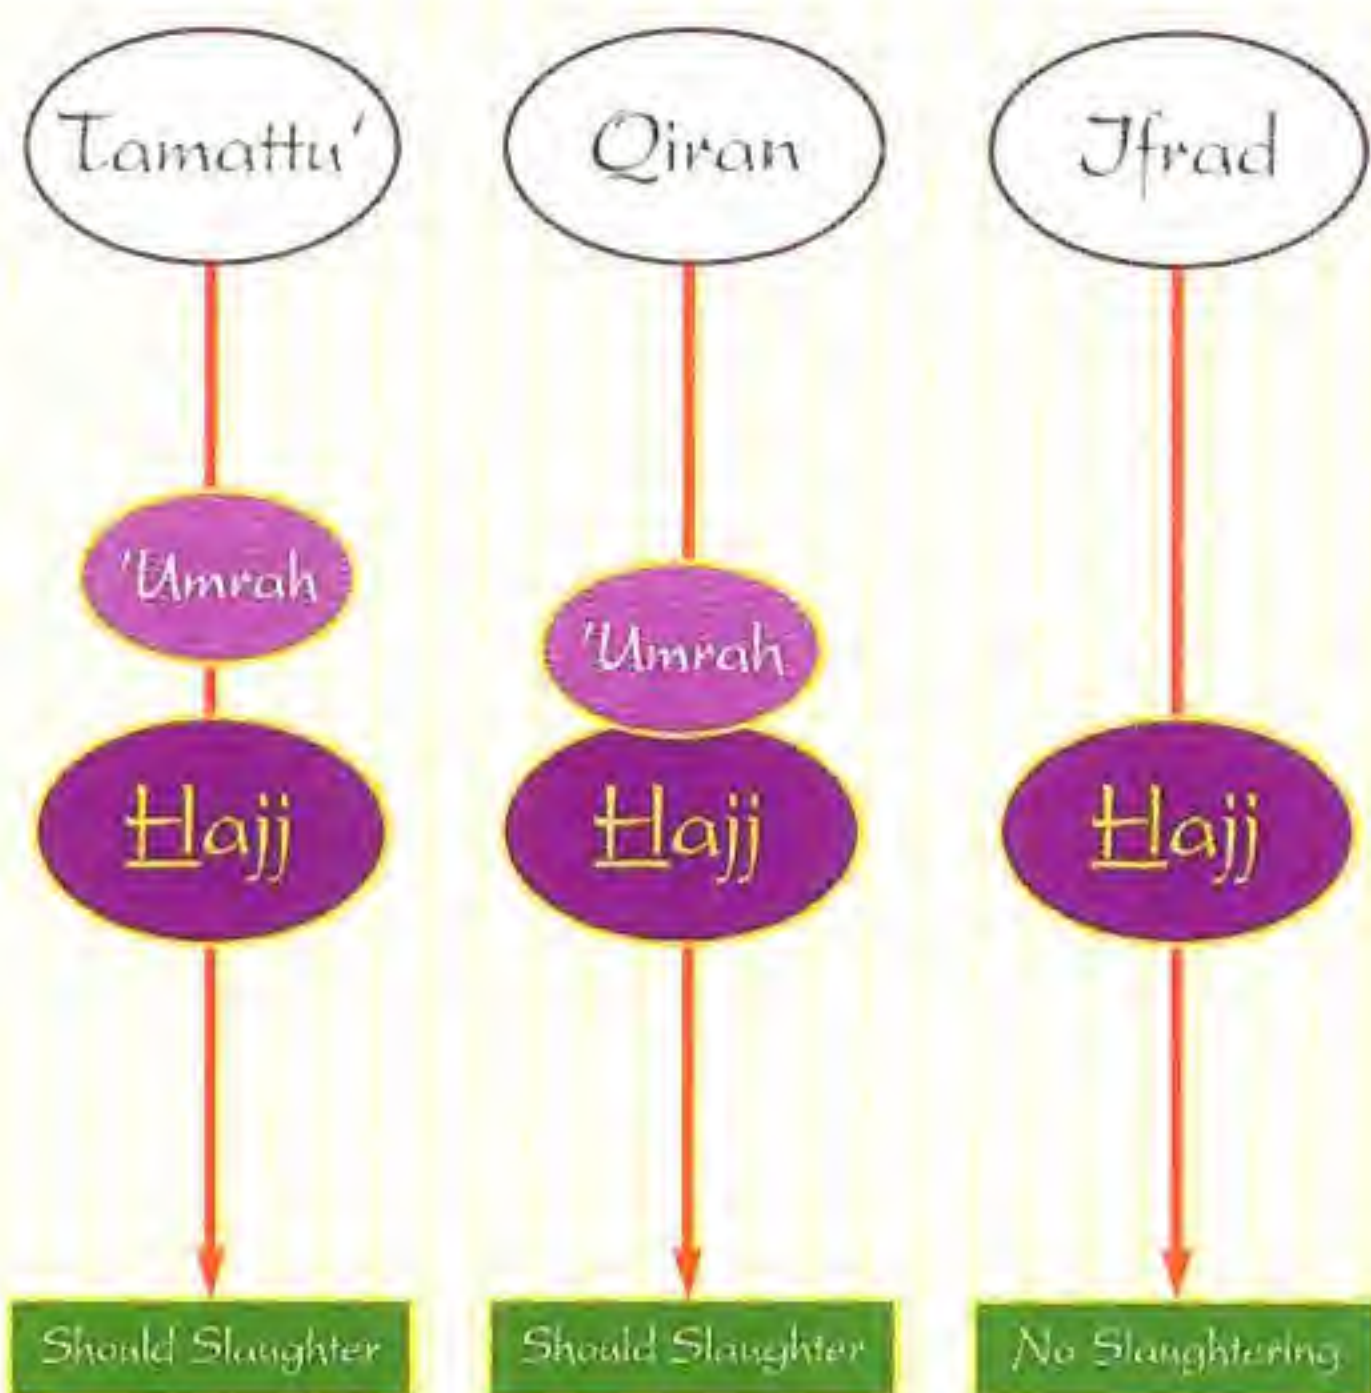 Tamattu'
Qiran
Ifrad
'Umrah
'Umrah
Hajj
Hajj
Hajj
Should Slaughter
Should Slaughter
No Slaughtering